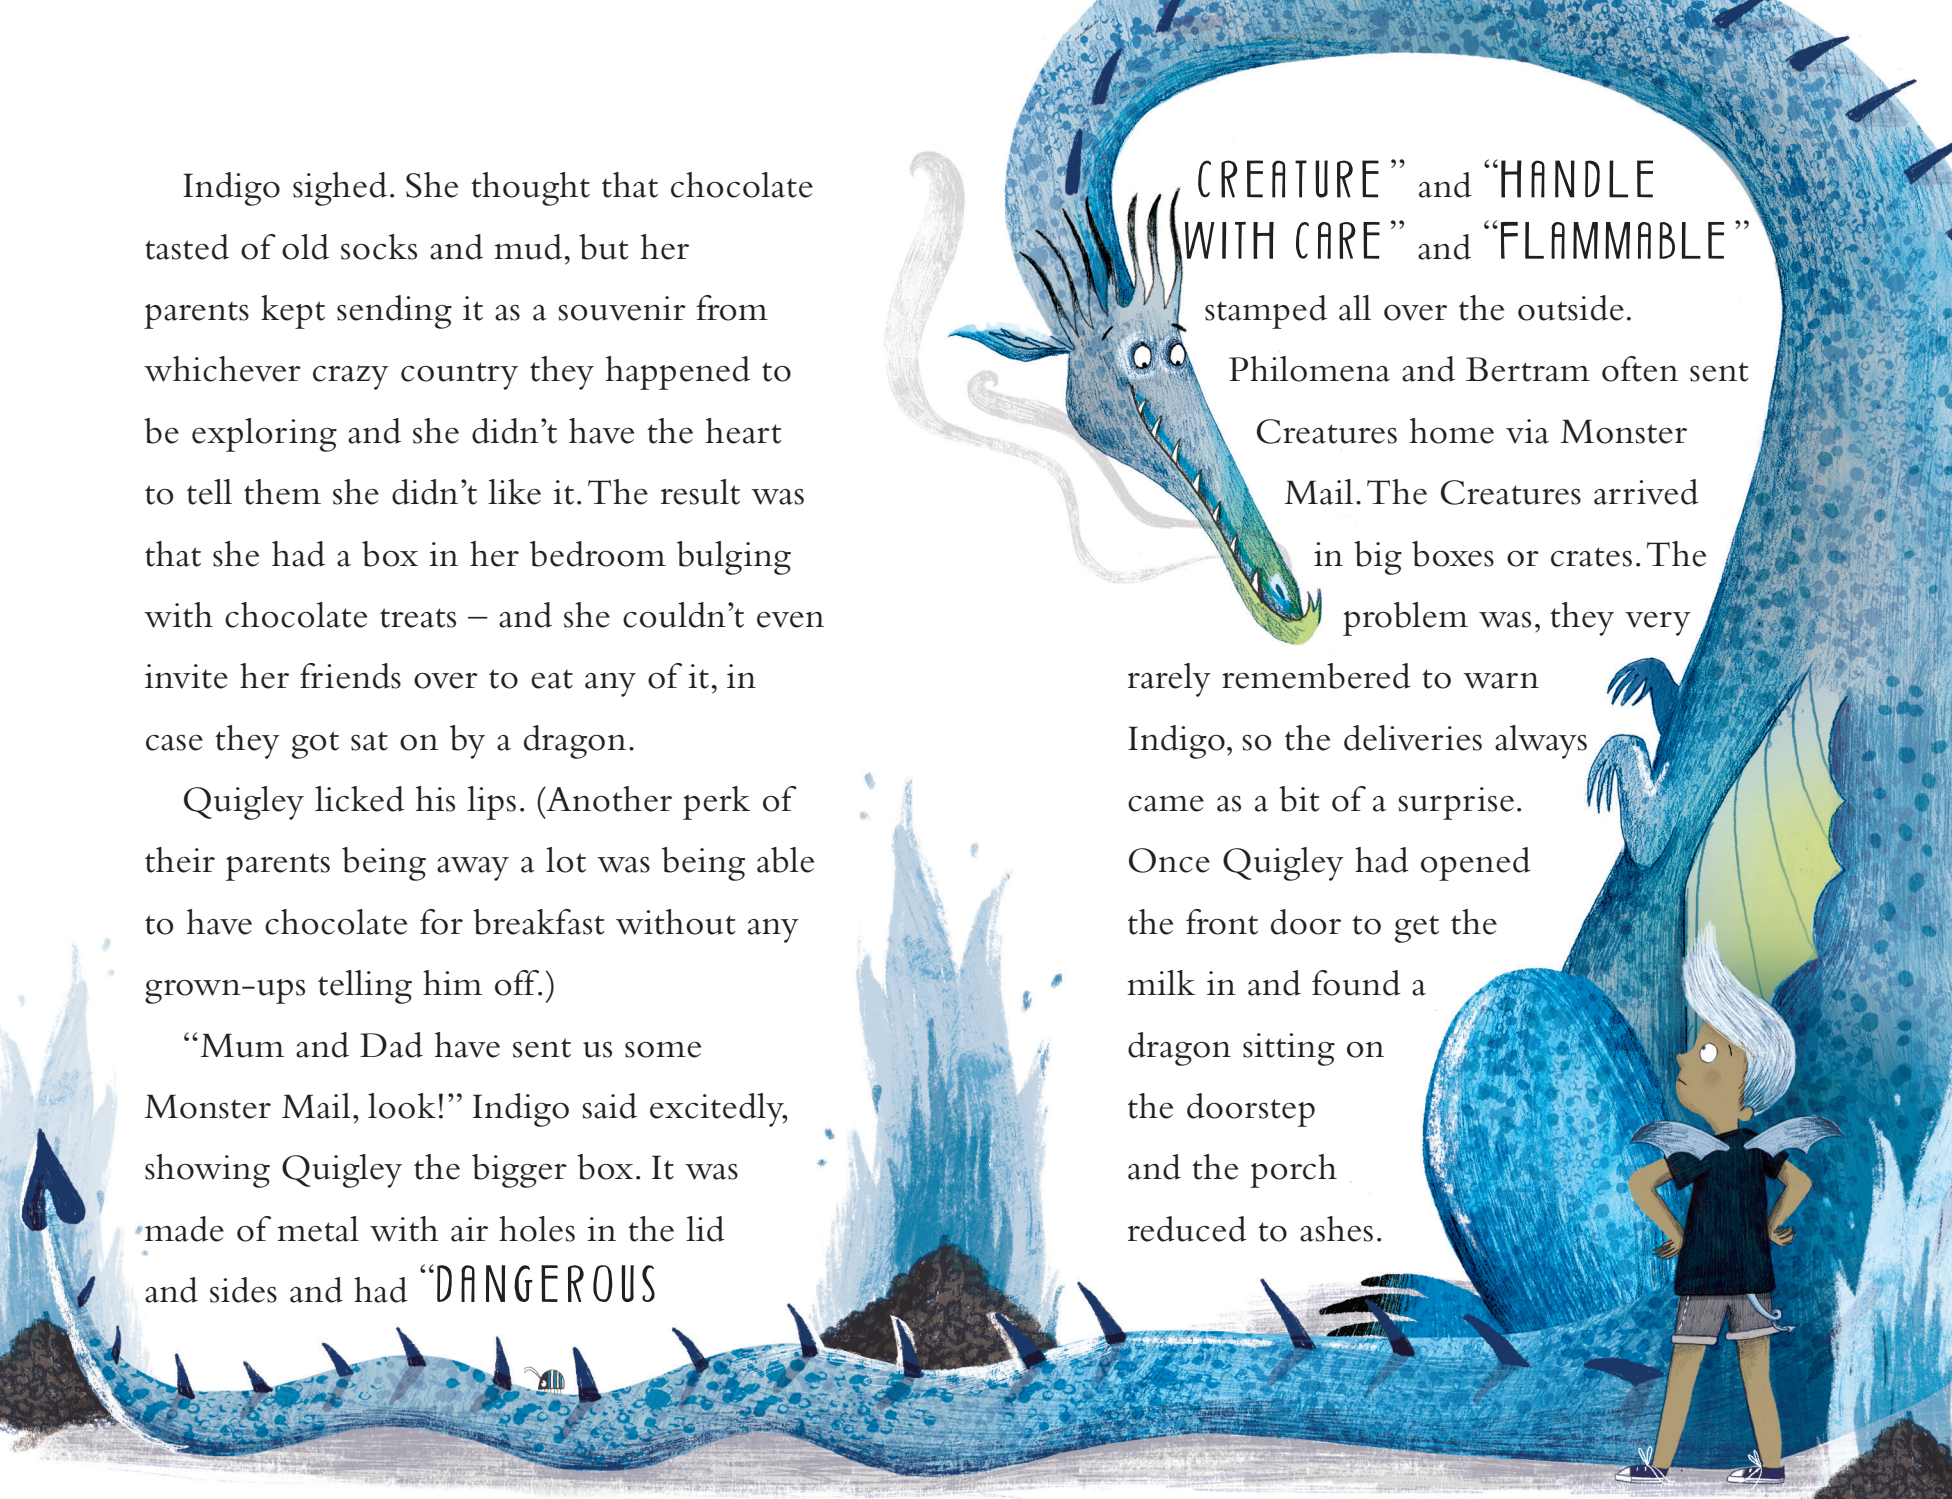 Indigo sighed. She thought that chocolate
tasted of old socks and mud, but her
parents kept sending it as a souvenir from
whichever crazy country they happened to
be exploring and she didn’t have the heart
to tell them she didn’t like it. The result was
that she had a box in her bedroom bulging
with chocolate treats – and she couldn’t even
invite her friends over to eat any of it, in
case they got sat on by a dragon.
Quigley licked his lips. (Another perk of
their parents being away a lot was being able
to have chocolate for breakfast without any
grown-ups telling him off.)
“Mum and Dad have sent us some
Monster Mail, look!” Indigo said excitedly,
showing Quigley the bigger box. It was
made of metal with air holes in the lid
and sides and had “DANGEROUS
CREATURE” and “HANDLE
WITH CARE” and “FLAMMABLE”
stamped all over the outside.
Philomena and Bertram often sent
Creatures home via Monster
Mail. The Creatures arrived
in big boxes or crates. The
problem was, they very
rarely remembered to warn
Indigo, so the deliveries always
came as a bit of a surprise.
Once Quigley had opened
the front door to get the
milk in and found a
dragon sitting on
the doorstep
and the porch
reduced to ashes.